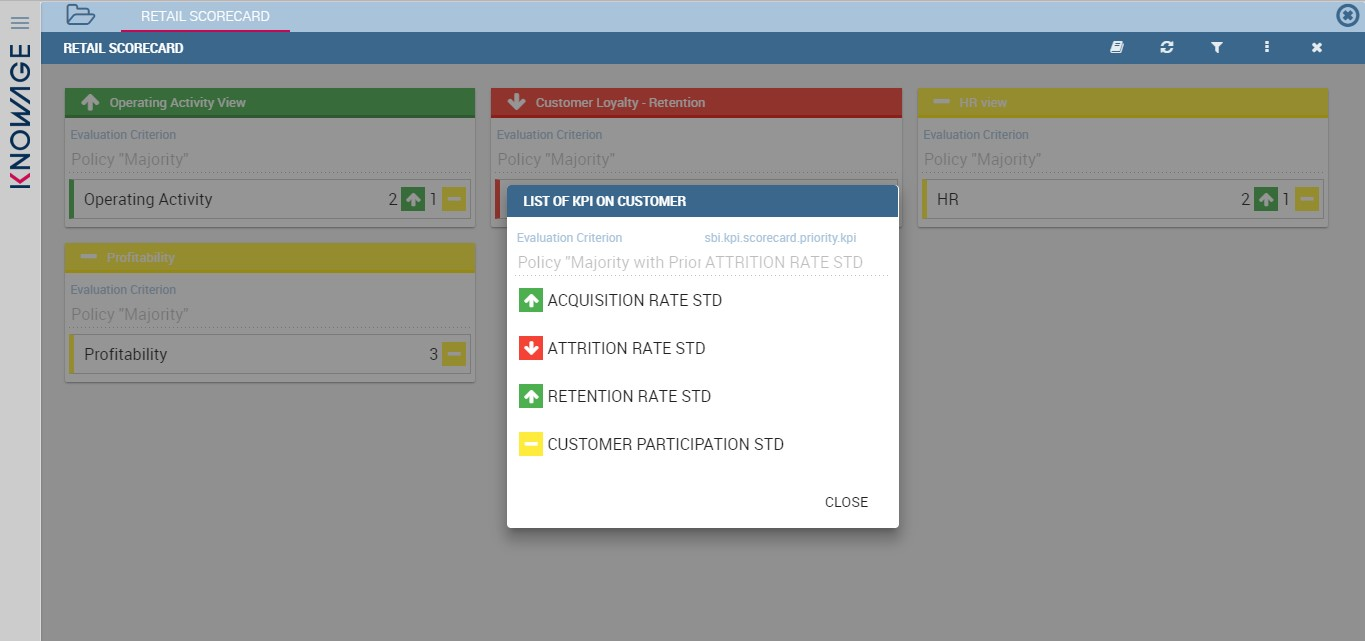 KNOWAGE
RETAIL SCORECARD
RETAIL SCORECARD
Operating Activity View
Evaluation Criterion
Policy "Majority"
Operating Activity 2 1
Customer Loyalty - Retention
Evaluation Criterion
Policy "Majority"
HR view
Evaluation Criterion
Policy "Majority"
HR 2 1
Profitability
Evaluation Criterion
Policy "Majority"
Profitability 3
LIST OF KPI ON CUSTOMER
Evaluation Criterion sbi.kpi.scorecard.priority.kpi
Policy "Majority with Prior ATTRITION RATE STD
ACQUISITION RATE STD
ATTRITION RATE STD
RETENTION RATE STD
CUSTOMER PARTICIPATION STD
CLOSE